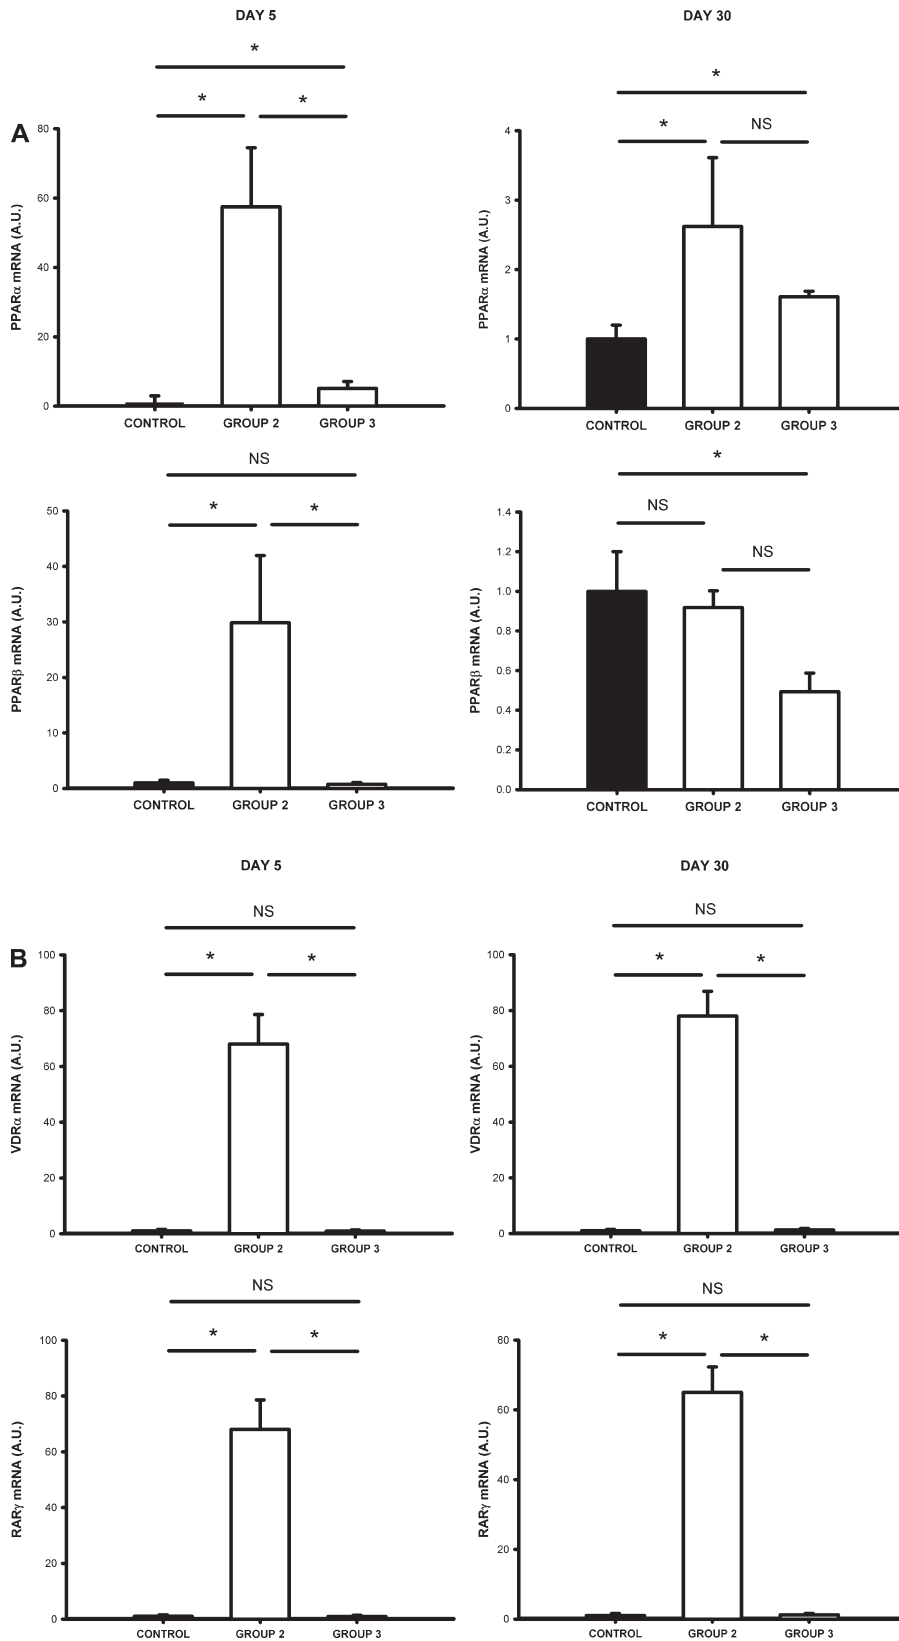 DAY 5
DAY 30
*
*
* *
* NS
A
80
60
40
20
0
PPARα mRNA (A.U.)
CONTROL GROUP 2 GROUP 3
4
3
2
1
0
PPARα mRNA (A.U.)
CONTROL GROUP 2 GROUP 3
NS
* *
50
40
30
20
10
0
PPARβ mRNA (A.U.)
CONTROL GROUP 2 GROUP 3
*
NS
NS
1.4
1.2
1.0
0.8
0.6
0.4
0.2
0.0
PPARβ mRNA (A.U.)
CONTROL GROUP 2 GROUP 3
DAY 5
DAY 30
B
NS
* *
100
80
60
40
20
0
VDRα mRNA (A.U.)
CONTROL GROUP 2 GROUP 3
NS
* *
100
80
60
40
20
0
VDRα mRNA (A.U.)
CONTROL GROUP 2 GROUP 3
NS
* *
100
80
60
40
20
0
RARγ mRNA (A.U.)
CONTROL GROUP 2 GROUP 3
NS
* *
80
60
40
20
0
RARγ mRNA (A.U.)
CONTROL GROUP 2 GROUP 3